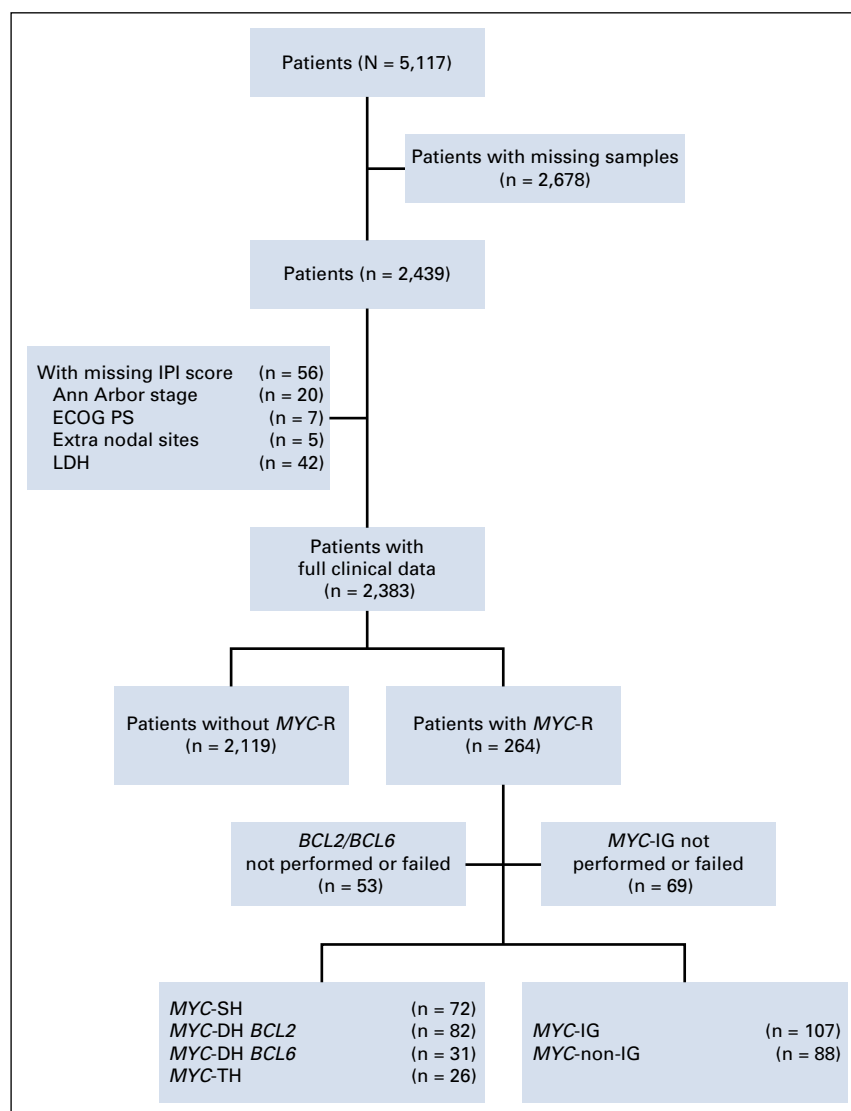 Patients (N = 5,117)
Patients with missing samples
(n = 2,678)
Patients (n = 2,439)
With missing IPI score (n = 56)
Ann Arbor stage (n = 20)
ECOG PS (n = 7)
Extra nodal sites (n = 5)
LDH (n = 42)
Patients with
full clinical data
(n = 2,383)
Patients without MYC-R
(n = 2,119)
Patients with MYC-R
(n = 264)
BCL2/BCL6
not performed or failed
(n = 53)
MYC-IG not
performed or failed
(n = 69)
MYC-SH (n = 72)
MYC-DH BCL2 (n = 82)
MYC-DH BCL6 (n = 31)
MYC-TH (n = 26)
MYC-IG (n = 107)
MYC-non-IG (n = 88)